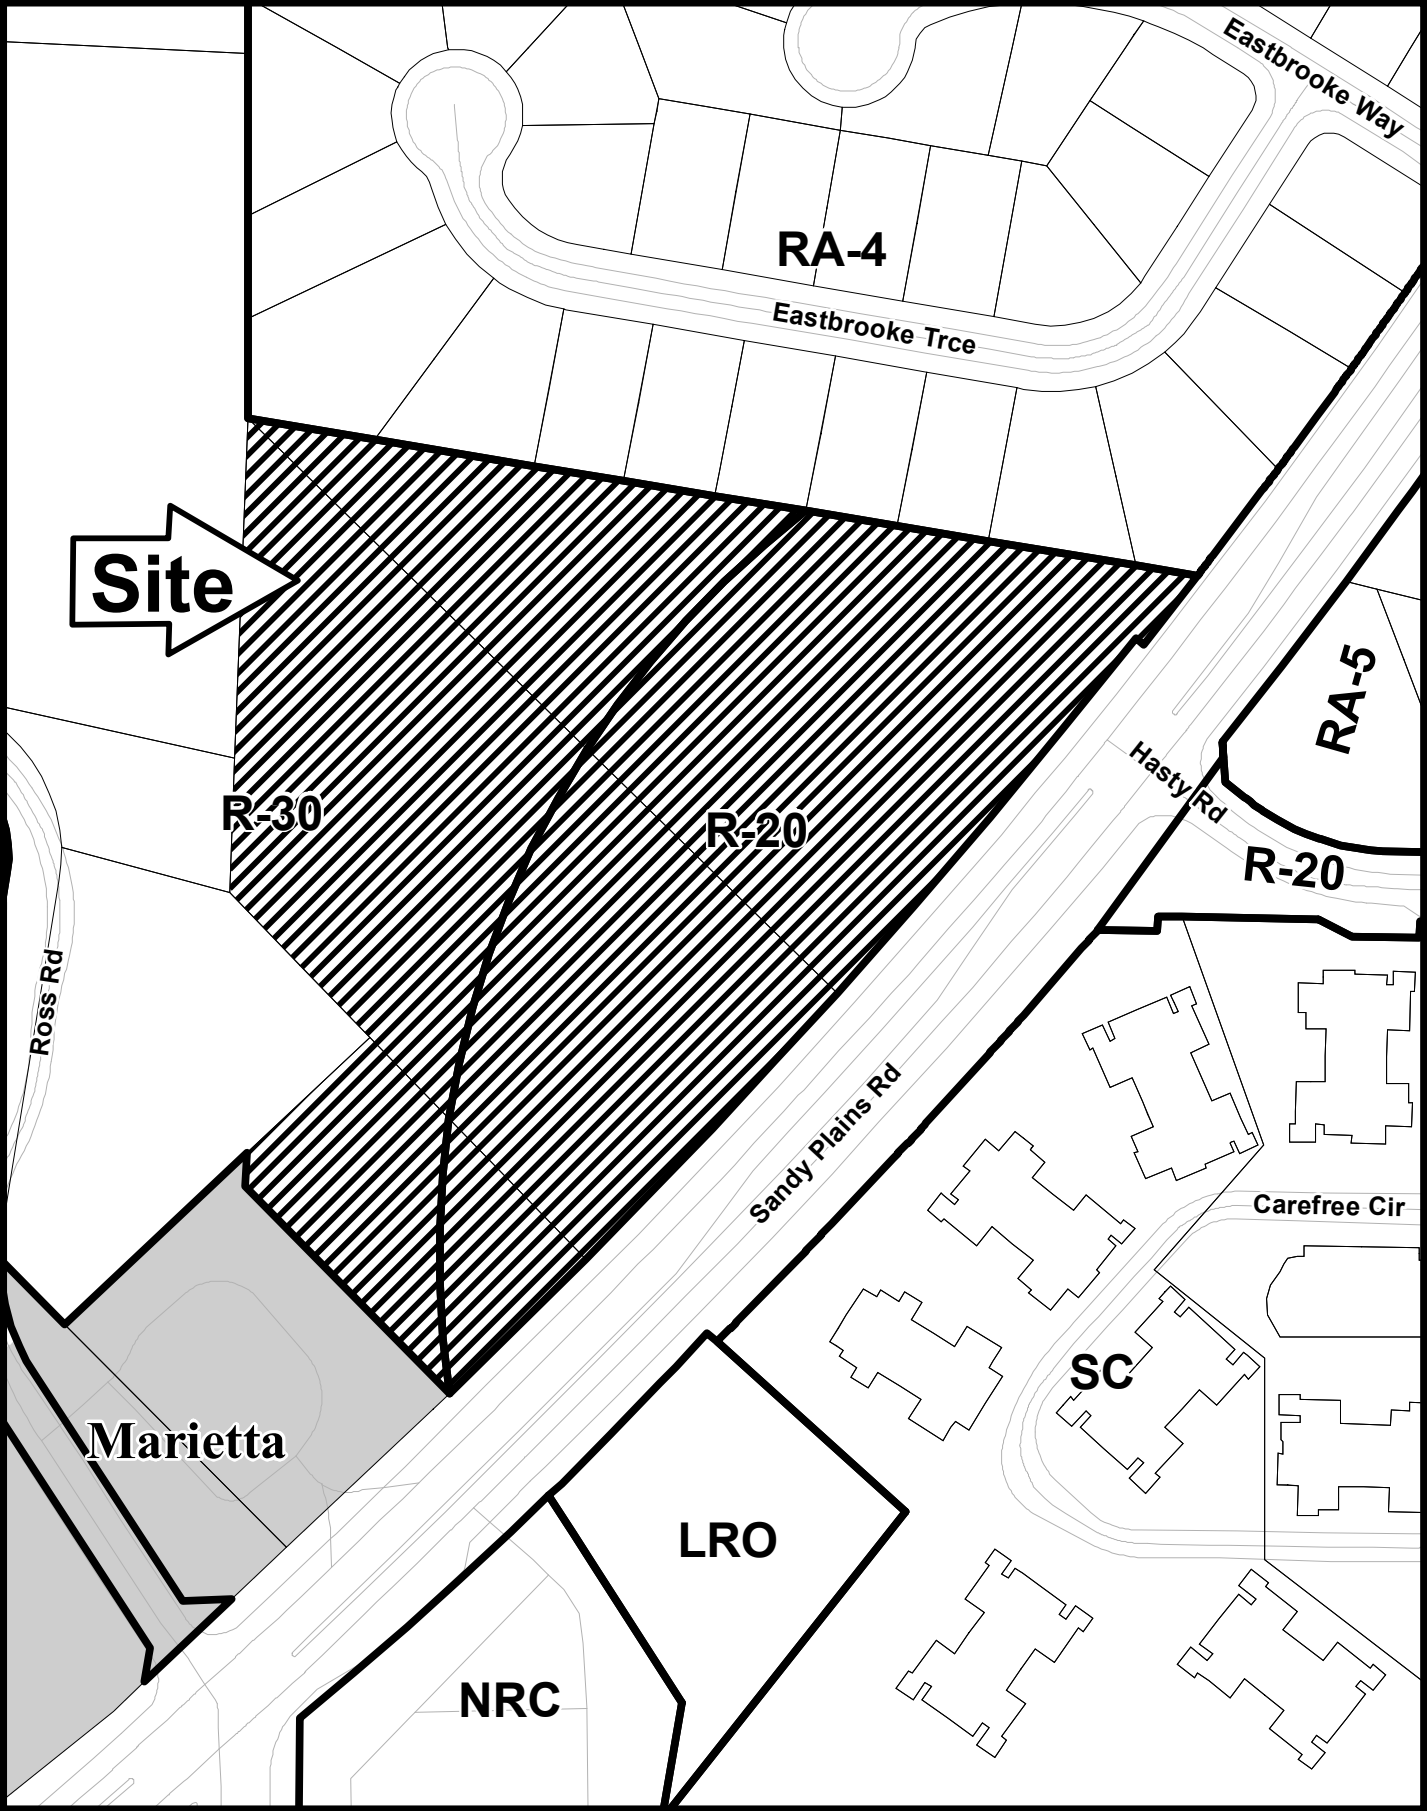 Eastbrooke Way
RA-4
Eastbrooke Trce
Site
RA-5
Hasty Rd
R-30
R-20
R-20
Ross Rd
Sandy Plains Rd
Carefree Cir
SC
Marietta
LRO
NRC